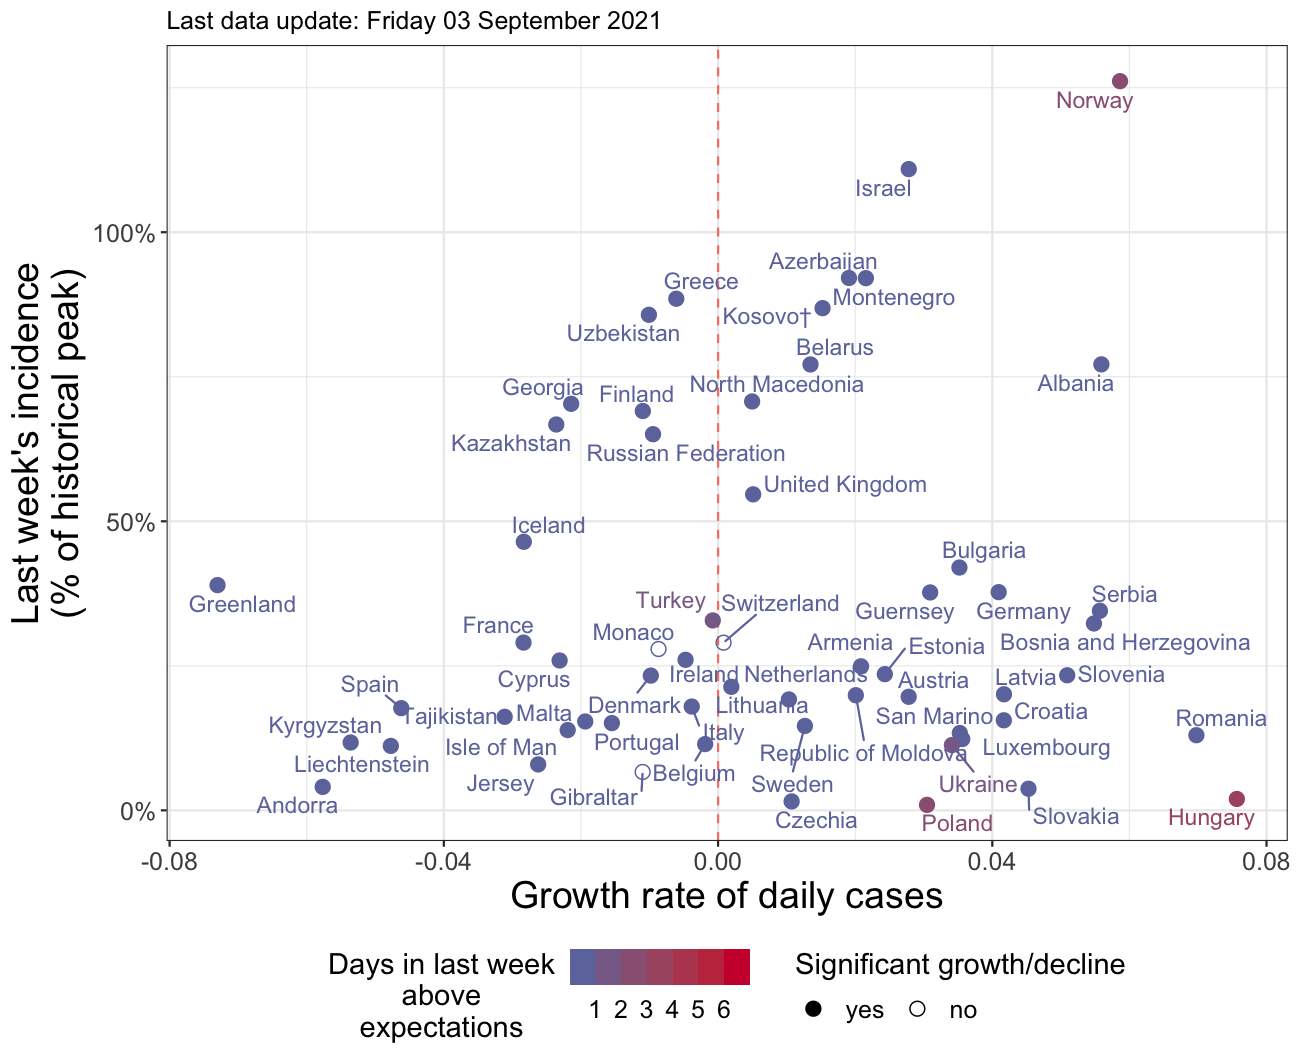 Last data update: Friday 03 September 2021
Last week's incidence
(% of historical peak)
100%
50%
0%
Norway
Israel
Azerbaijan
Greece
Montenegro
Kosovo†
Uzbekistan
Belarus
Albania
North Macedonia
Georgia
Finland
Kazakhstan
Russian Federation
United Kingdom
Iceland
Bulgaria
Greenland
Turkey
Switzerland
Guernsey
Germany
Serbia
France
Monaco
Armenia
Estonia
Bosnia and Herzegovina
Cyprus
Ireland
Netherlands
Austria
Latvia
Slovenia
Spain
Tajikistan
Malta
Denmark
Lithuania
San Marino
Croatia
Romania
Kyrgyzstan
Isle of Man
Portugal
Italy
Republic of Moldova
Luxembourg
Liechtenstein
Jersey
Gibraltar
Belgium
Sweden
Ukraine
Andorra
Czechia
Poland
Slovakia
Hungary
-0.08
-0.04
0.00
0.04
0.08
Growth rate of daily cases
Days in last week
above
expectations
1 2 3 4 5 6
Significant growth/decline
yes
no